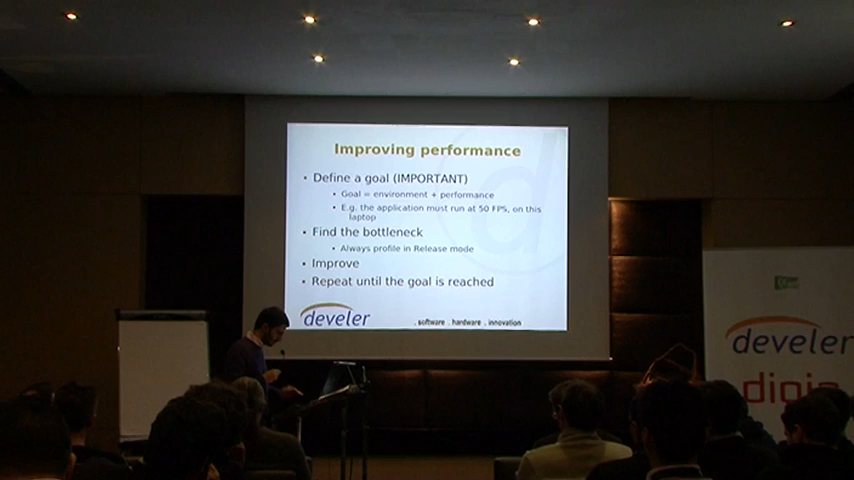 Improving performance
• Define a goal (IMPORTANT)
• Goal = environment + performance
• E.g. the application must run at 50 FPS, on this
laptop
• Find the bottleneck
• Always profile in Release mode
• Improve
• Repeat until the goal is reached
develer
. software . hardware . innovation
develer
digia